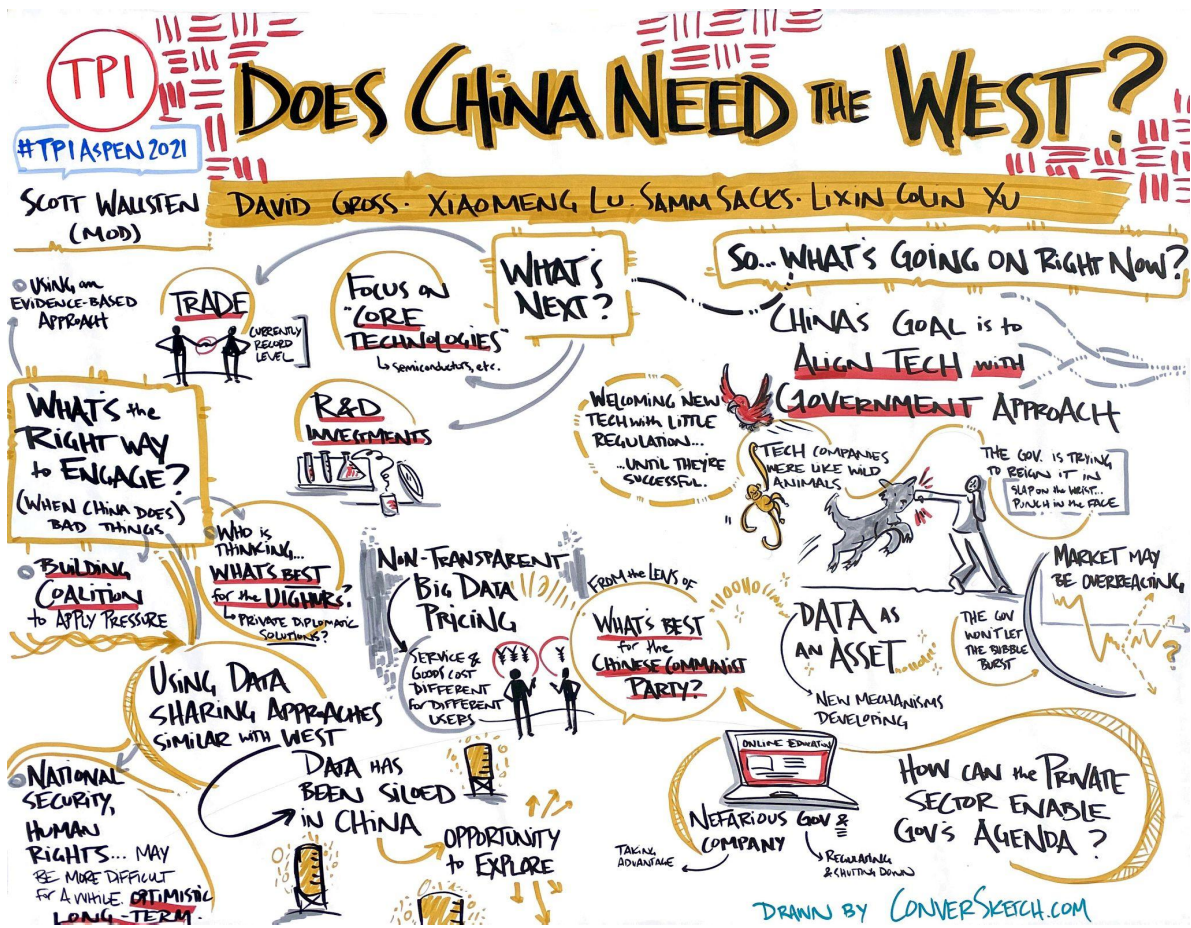 TPI
#TPIASPEN2021
DOES CHINA NEED THE WEST?
SCOTT WALLSTEN
(MOD)
DAVID GROSS · XIAOMENG LU · SAMM SACKS · LIXIN COLIN XU
USING an
EVIDENCE-BASED
APPROACH
TRADE
CURRENTLY
RECORD
LEVEL
FOCUS ON
"CORE
TECHNOLOGIES"
Semiconductors, etc.
WHAT'S
NEXT?
R&D
INVESTMENTS
SO... WHAT'S GOING ON RIGHT NOW?
CHINA'S GOAL is to
ALIGN TECH with
GOVERNMENT APPROACH
WELCOMING NEW
TECH with LITTLE
REGULATION...
...UNTIL THEY'RE
SUCCESSFUL.
TECH COMPANIES
WERE LIKE WILD
ANIMALS
THE GOV. IS TRYING
TO REIGN IT IN
SLAP ON the WRIST...
PUNCH IN the FACE
MARKET MAY
BE OVERREACTING
?
THE GOV
WON'T LET
THE BUBBLE
BURST
WHAT'S the
RIGHT WAY
to ENGAGE?
(WHEN CHINA DOES)
BAD THINGS
BUILDING
COALITION
to APPLY PRESSURE
WHO is
THINKING...
WHAT'S BEST
for the UIGHURS?
PRIVATE DIPLOMATIC
SOLUTIONS?
NON-TRANSPARENT
BIG DATA
PRICING
SERVICE &
GOODS COST
DIFFERENT
for DIFFERENT
USERS
¥¥¥
¥
FROM the LENS OF
WHAT'S BEST
for the
CHINESE COMMUNIST
PARTY?
DATA AS
AN ASSET
NEW MECHANISMS
DEVELOPING
USING DATA
SHARING APPROACHES
SIMILAR WITH WEST
DATA HAS
BEEN SILOED
in CHINA
OPPORTUNITY
to EXPLORE
NATIONAL
SECURITY,
HUMAN
RIGHTS... MAY
BE MORE DIFFICULT
for A WHILE. OPTIMISTIC
LONG-TERM.
ONLINE EDUCATION
NEFARIOUS GOV &
COMPANY
TAKING
ADVANTAGE
REGULATING
& SHUTTING DOWN
HOW CAN the PRIVATE
SECTOR ENABLE
GOV'S AGENDA?
DRAWN BY CONVERSKETCH.COM